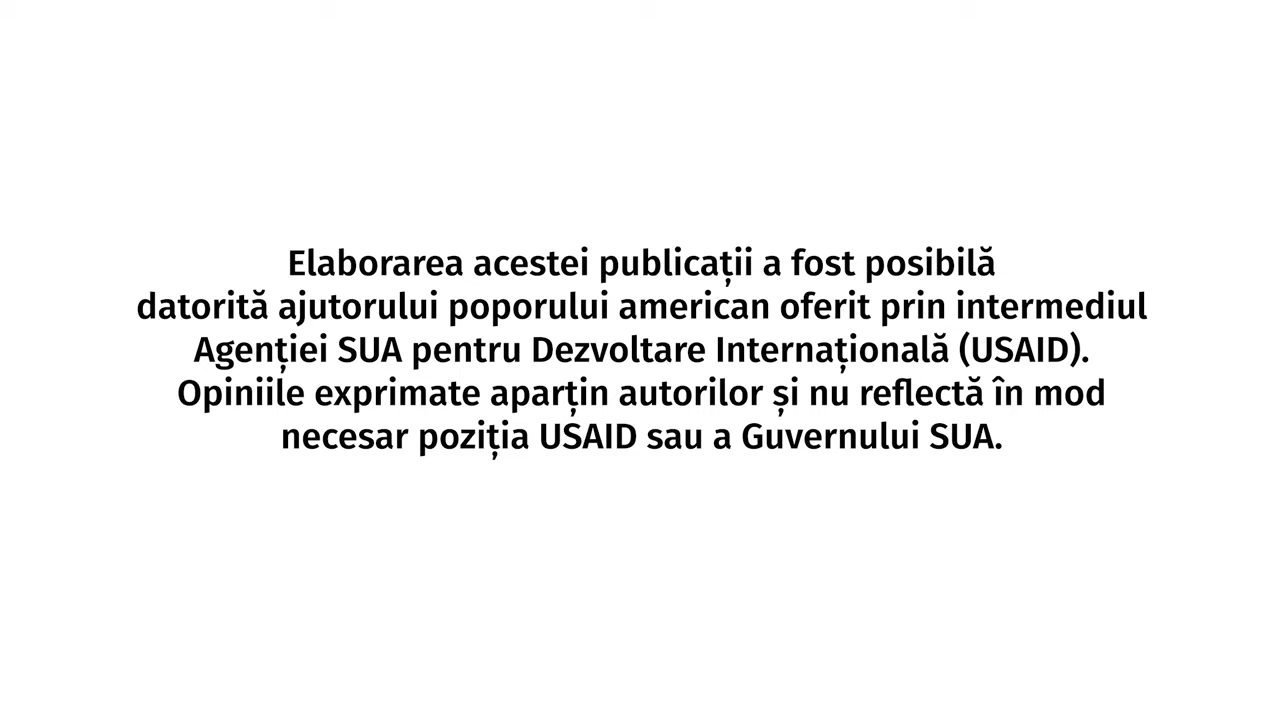 Elaborarea acestei publicații a fost posibilă
datorită ajutorului poporului american oferit prin intermediul
Agenției SUA pentru Dezvoltare Internațională (USAID).
Opiniile exprimate aparțin autorilor și nu reflectă în mod
necesar poziția USAID sau a Guvernului SUA.